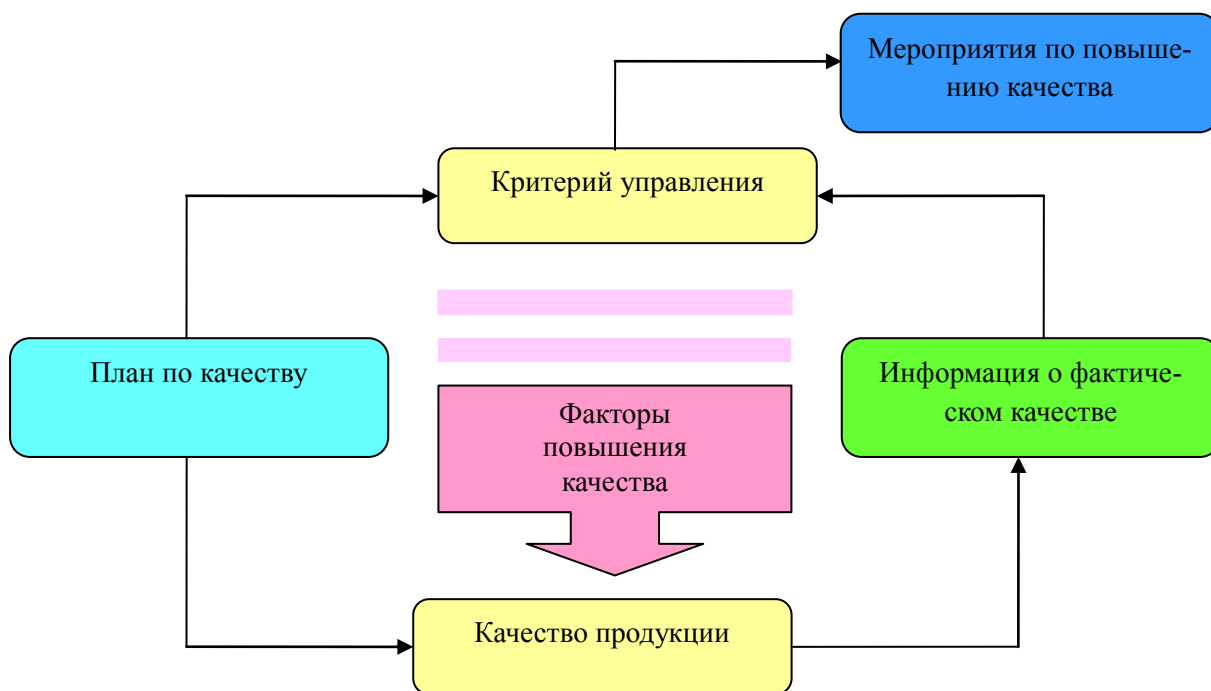 Мероприятия по повыше-
нию качества
Критерий управления
План по качеству
Факторы
повышения
качества
Информация о фактиче-
ском качестве
Качество продукции